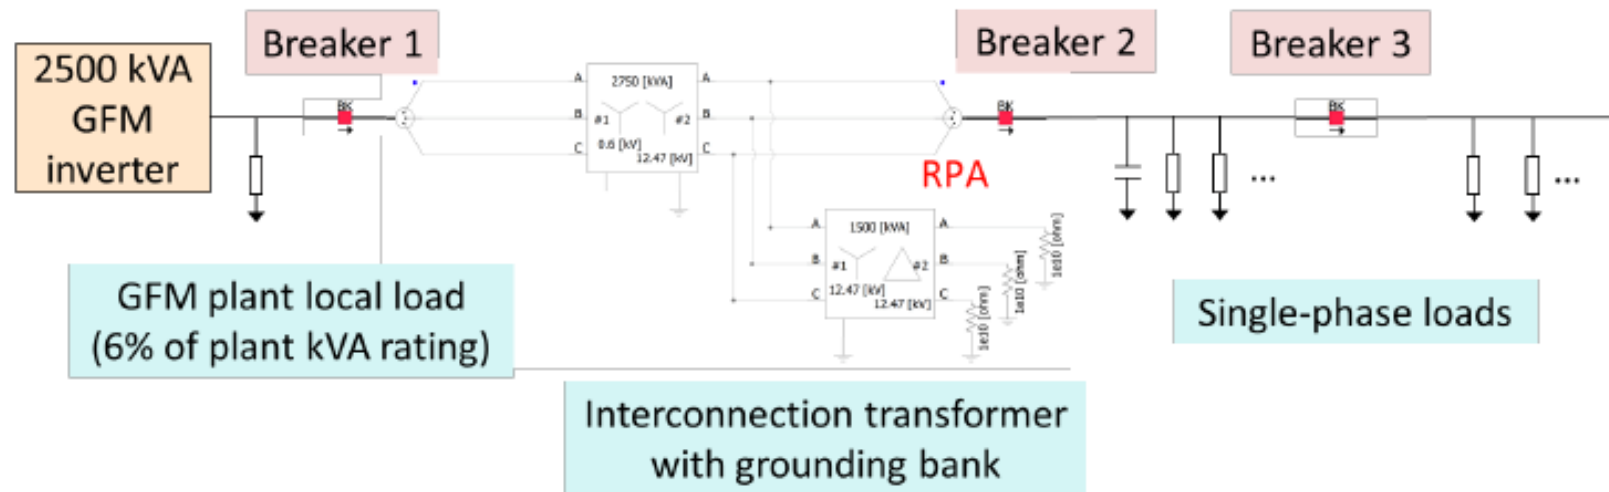 Breaker 1
Breaker 2
Breaker 3
2500 kVA
GFM
inverter
BK
A
B
C
2750 [kVA]
#1
#2
0.6 [kV]
12.47 [kV]
A
B
C
BK
BK
RPA
...
...
A
B
C
1500 [kVA]
#1
#2
12.47 [kV]
12.47 [kV]
A
B
C
1e10 [ohm]
1e10 [ohm]
1e10 [ohm]
GFM plant local load
(6% of plant kVA rating)
Single-phase loads
Interconnection transformer
with grounding bank